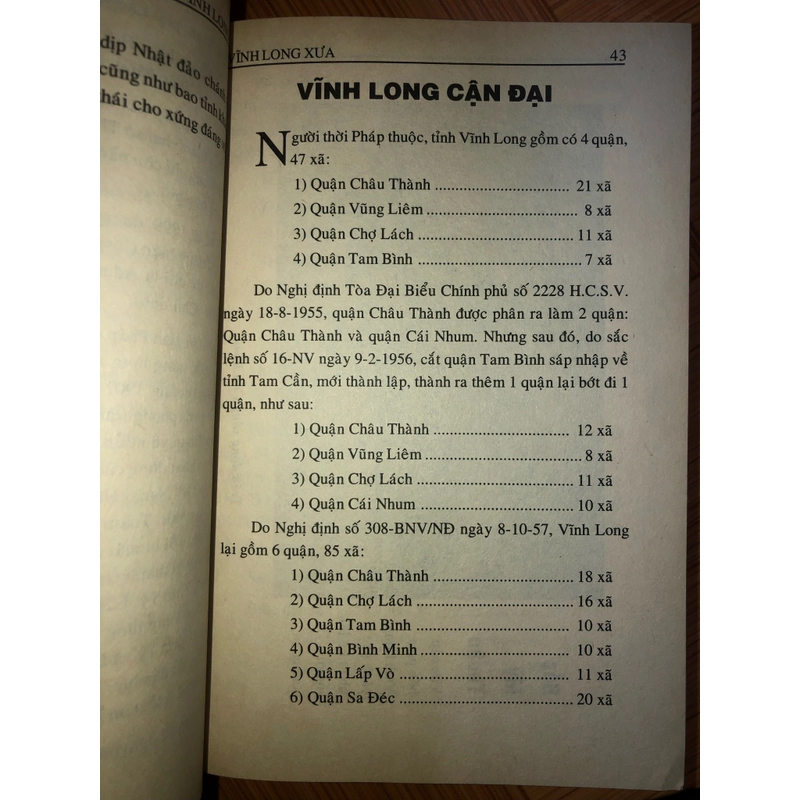 ĨNH LONG
dịp Nhật đảo chánh
cũng như bao tỉnh
hái cho xứng đáng
VĨNH LONG XƯA 43
VĨNH LONG CẬN ĐẠI
Người thời Pháp thuộc, tỉnh Vĩnh Long gồm có 4 quận,
47 xã:
1) Quận Châu Thành ................................. 21 xã
2) Quận Vũng Liêm ..................................... 8 xã
3) Quận Chợ Lách ...................................... 11 xã
4) Quận Tam Bình ........................................ 7 xã
Do Nghị định Tòa Đại Biểu Chính phủ số 2228 H.C.S.V.
ngày 18-8-1955, quận Châu Thành được phân ra làm 2 quận:
Quận Châu Thành và quận Cái Nhum. Nhưng sau đó, do sắc
lệnh số 16-NV ngày 9-2-1956, cắt quận Tam Bình sáp nhập về
tỉnh Tam Cần, mới thành lập, thành ra thêm 1 quận lại bớt đi 1
quận, như sau:
1) Quận Châu Thành ................................. 12 xã
2) Quận Vũng Liêm ..................................... 8 xã
3) Quận Chợ Lách ...................................... 11 xã
4) Quận Cái Nhum ...................................... 10 xã
Do Nghị định số 308-BNV/NĐ ngày 8-10-57, Vĩnh Long
lại gồm 6 quận, 85 xã:
1) Quận Châu Thành ................................... 18 xã
2) Quận Chợ Lách ...................................... 16 xã
3) Quận Tam Bình ....................................... 10 xã
4) Quận Bình Minh ...................................... 10 xã
5) Quận Lấp Vò .......................................... 11 xã
6) Quận Sa Đéc ........................................... 20 xã